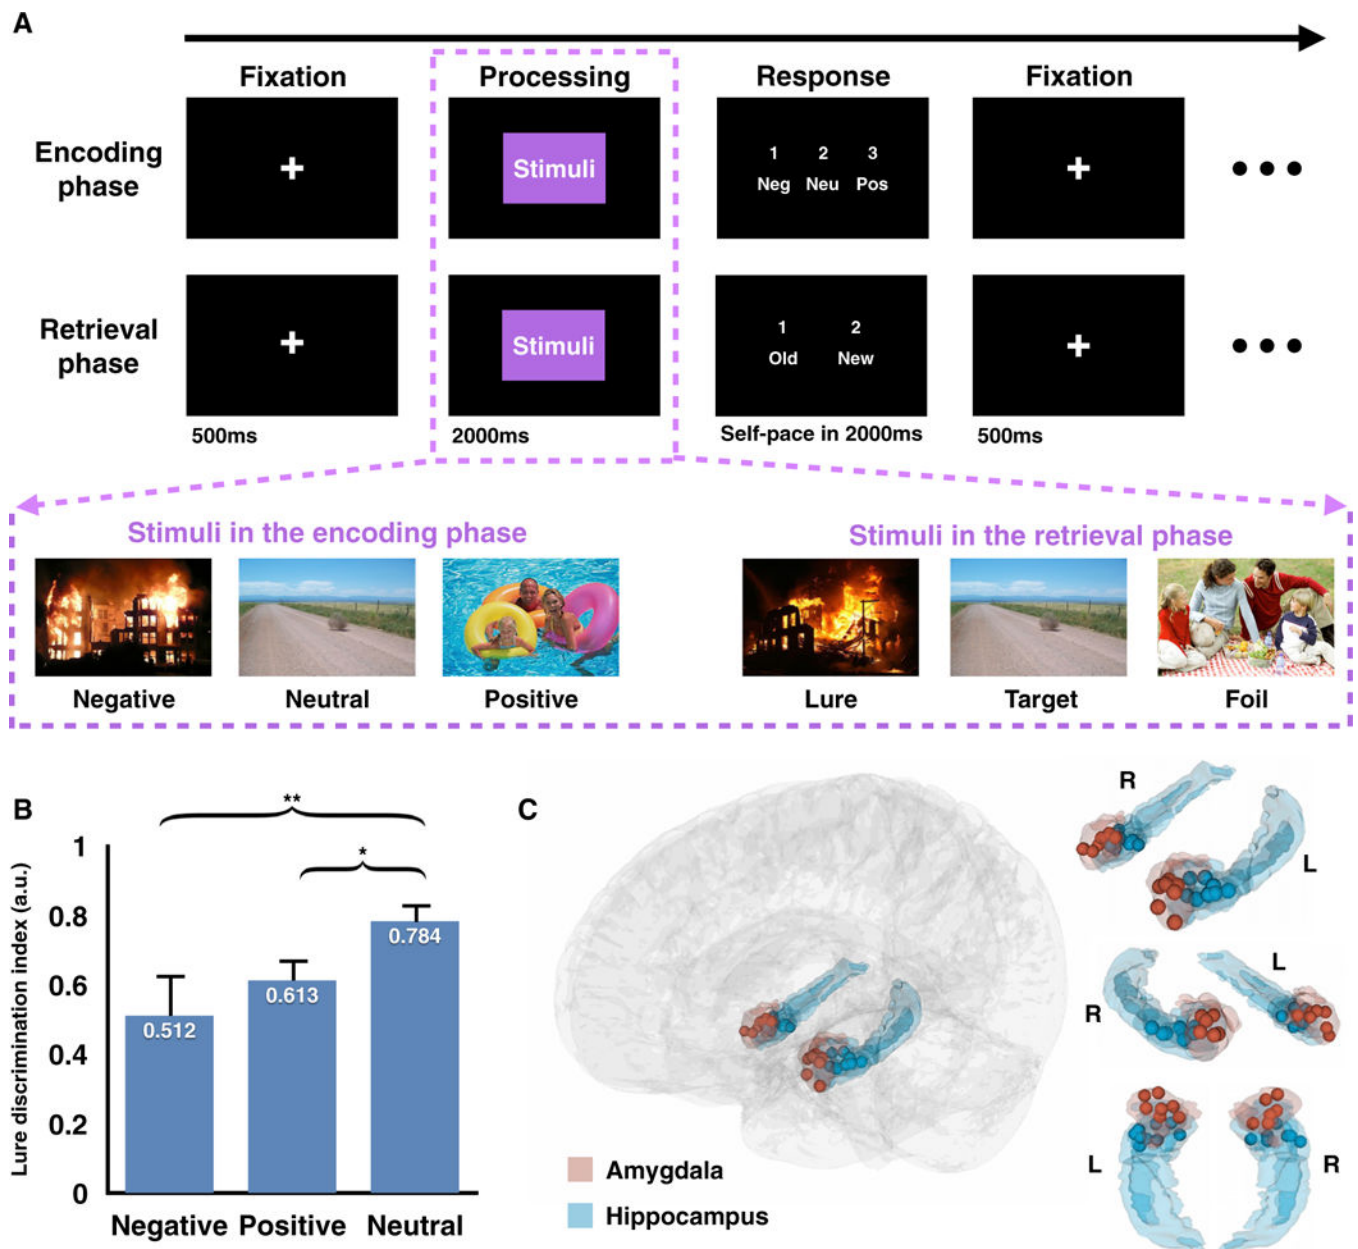 A
Fixation Processing Response Fixation
Encoding phase
+
Stimuli
1 2 3
Neg Neu Pos
+
Retrieval phase
+
Stimuli
1 2
Old New
+
500ms 2000ms Self-pace in 2000ms 500ms
Stimuli in the encoding phase
Negative Neutral Positive
Stimuli in the retrieval phase
Lure Target Foil
B
Lure discrimination index (a.u.)
1
0.8
0.6
0.4
0.2
0
**
*
0.512
0.613
0.784
Negative Positive Neutral
C
R
L
L
R
L
R
Amygdala
Hippocampus